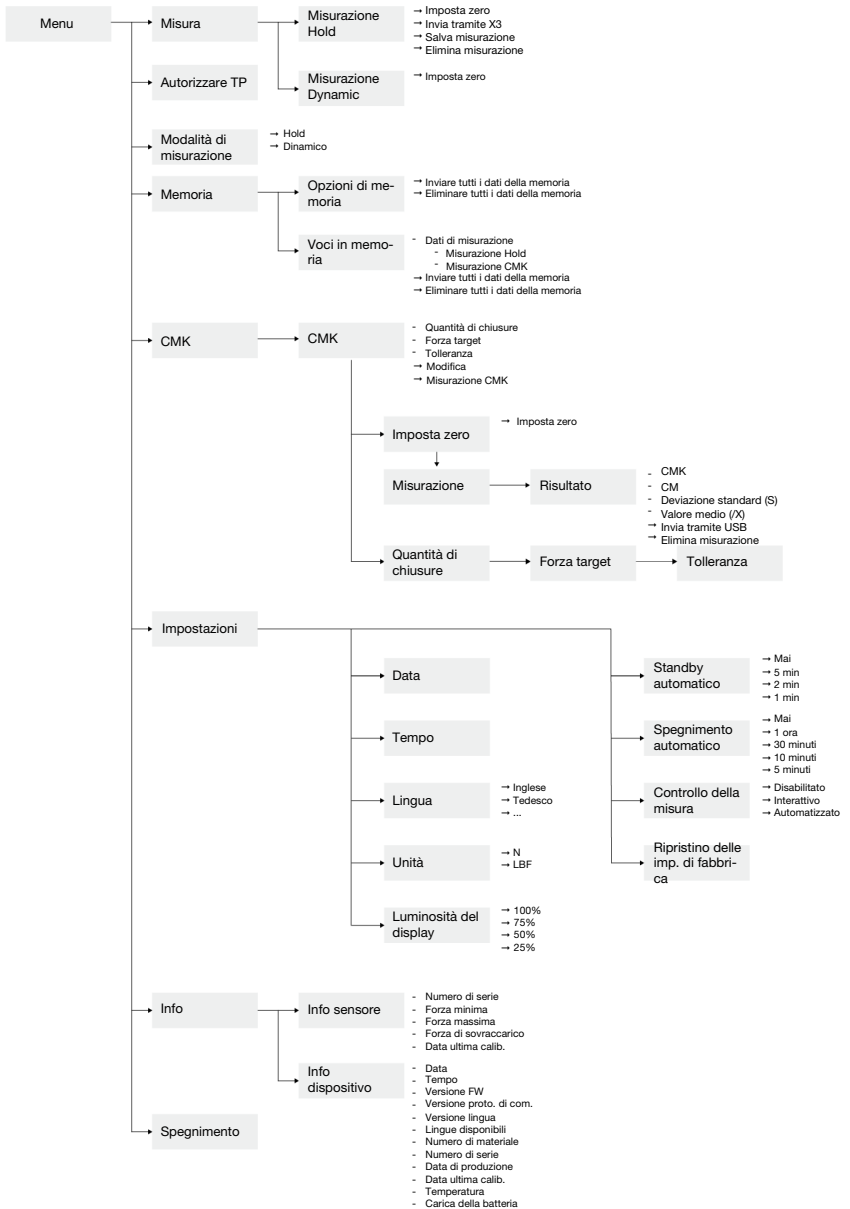 Menu
Misura
Misurazione
Hold
→ Imposta zero
→ Invia tramite X3
→ Salva misurazione
→ Elimina misurazione
Misurazione
Dynamic
→ Imposta zero
Autorizzare TP
Modalità di
misurazione
→ Hold
→ Dinamico
Memoria
Opzioni di me-
moria
→ Inviare tutti i dati della memoria
→ Eliminare tutti i dati della memoria
Voci in memo-
ria
- Dati di misurazione
- Misurazione Hold
- Misurazione CMK
→ Inviare tutti i dati della memoria
→ Eliminare tutti i dati della memoria
CMK
CMK
- Quantità di chiusure
- Forza target
- Tolleranza
→ Modifica
→ Misurazione CMK
Imposta zero
→ Imposta zero
Misurazione
Risultato
- CMK
- CM
- Deviazione standard (S)
- Valore medio (/X)
→ Invia tramite USB
→ Elimina misurazione
Quantità di
chiusure
Forza target
Tolleranza
Impostazioni
Data
Tempo
Lingua
→ Inglese
→ Tedesco
→ ...
Unità
→ N
→ LBF
Luminosità del
display
→ 100%
→ 75%
→ 50%
→ 25%
Standby
automatico
→ Mai
→ 5 min
→ 2 min
→ 1 min
Spegnimento
automatico
→ Mai
→ 1 ora
→ 30 minuti
→ 10 minuti
→ 5 minuti
Controllo della
misura
→ Disabilitato
→ Interattivo
→ Automatizzato
Ripristino delle
imp. di fabbri-
ca
Info
Info sensore
- Numero di serie
- Forza minima
- Forza massima
- Forza di sovraccarico
- Data ultima calib.
Info
dispositivo
- Data
- Tempo
- Versione FW
- Versione proto. di com.
- Versione lingua
- Lingue disponibili
- Numero di materiale
- Numero di serie
- Data di produzione
- Data ultima calib.
- Temperatura
- Carica della batteria
Spegnimento